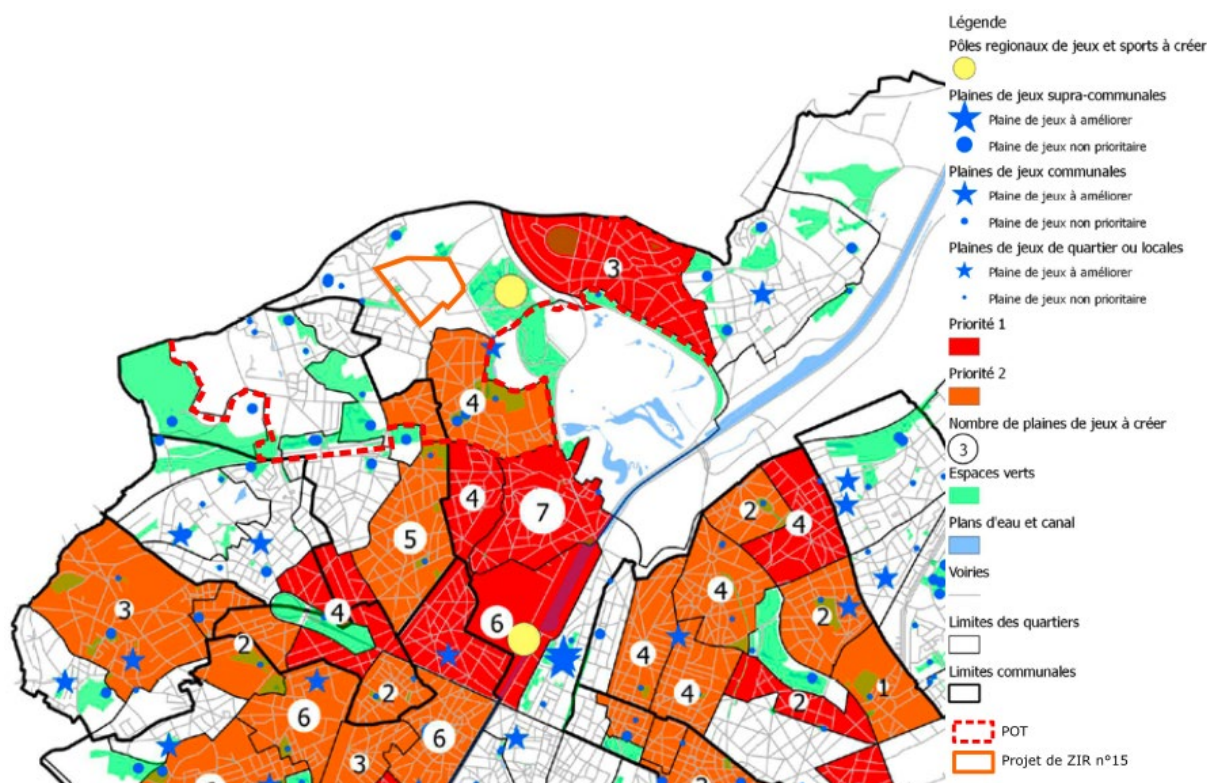 Légende
Pôles regionaux de jeux et sports à créer
Plaines de jeux supra-communales
Plaine de jeux à améliorer
Plaine de jeux non prioritaire
Plaines de jeux communales
Plaine de jeux à améliorer
Plaine de jeux non prioritaire
Plaines de jeux de quartier ou locales
Plaine de jeux à améliorer
Plaine de jeux non prioritaire
Priorité 1
Priorité 2
Nombre de plaines de jeux à créer
3
Espaces verts
Plans d'eau et canal
Voiries
Limites des quartiers
Limites communales
POT
Projet de ZIR n°15
3
4
4
7
2
4
5
4
3
4
2
6
2
4
4
2
1
2
6
6
3